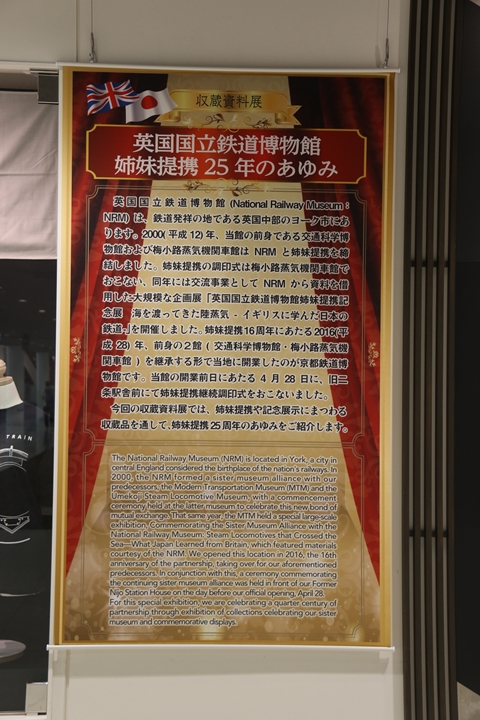 収蔵資料展
英国国立鉄道博物館
姉妹提携 25 年のあゆみ
英国国立鉄道博物館 (National Railway Museum :
NRM) は、鉄道発祥の地である英国中部のヨーク市にあ
ります。2000( 平成 12) 年、当館の前身である交通科学博
物館および梅小路蒸気機関車館は NRM と姉妹提携を締
結しました。姉妹提携の調印式は梅小路蒸気機関車館で
おこない、同年には交流事業として NRM から資料を借
用した大規模な企画展「英国国立鉄道博物館姉妹提携記
念展 海を渡ってきた陸蒸気 - イギリスに学んだ日本の
鉄道-」を開催しました。姉妹提携16周年にあたる2016(平
成 28) 年、前身の２館 ( 交通科学博物館・梅小路蒸気機
関車館 ) を継承する形で当地に開業したのが京都鉄道博
物館です。当館の開業前日にあたる 4 月 28 日に、旧二
条駅舎前にて姉妹提携継続調印式をおこないました。
今回の収蔵資料展では、姉妹提携や記念展示にまつわる
収蔵品を通して、姉妹提携 25 周年のあゆみをご紹介します。
The National Railway Museum (NRM) is located in York, a city in
central England considered the birthplace of the nation's railways. In
2000, the NRM formed a sister museum alliance with our
predecessors, the Modern Transportation Museum (MTM) and the
Umekoji Steam Locomotive Museum, with a commencement
ceremony held at the latter museum to celebrate this new bond of
mutual exchange. That same year, the MTM held a special large-scale
exhibition, Commemorating the Sister Museum Alliance with the
National Railway Museum: Steam Locomotives that Crossed the
Sea—What Japan Learned from Britain, which featured materials
courtesy of the NRM. We opened this location in 2016, the 16th
anniversary of the partnership, taking over for our aforementioned
predecessors. In conjunction with this, a ceremony commemorating
the continuing sister museum alliance was held in front of our Former
Nijo Station House on the day before our official opening, April 28.
For this special exhibition, we are celebrating a quarter century of
partnership through exhibition of collections celebrating our sister
museum and commemorative displays.
TRAIN